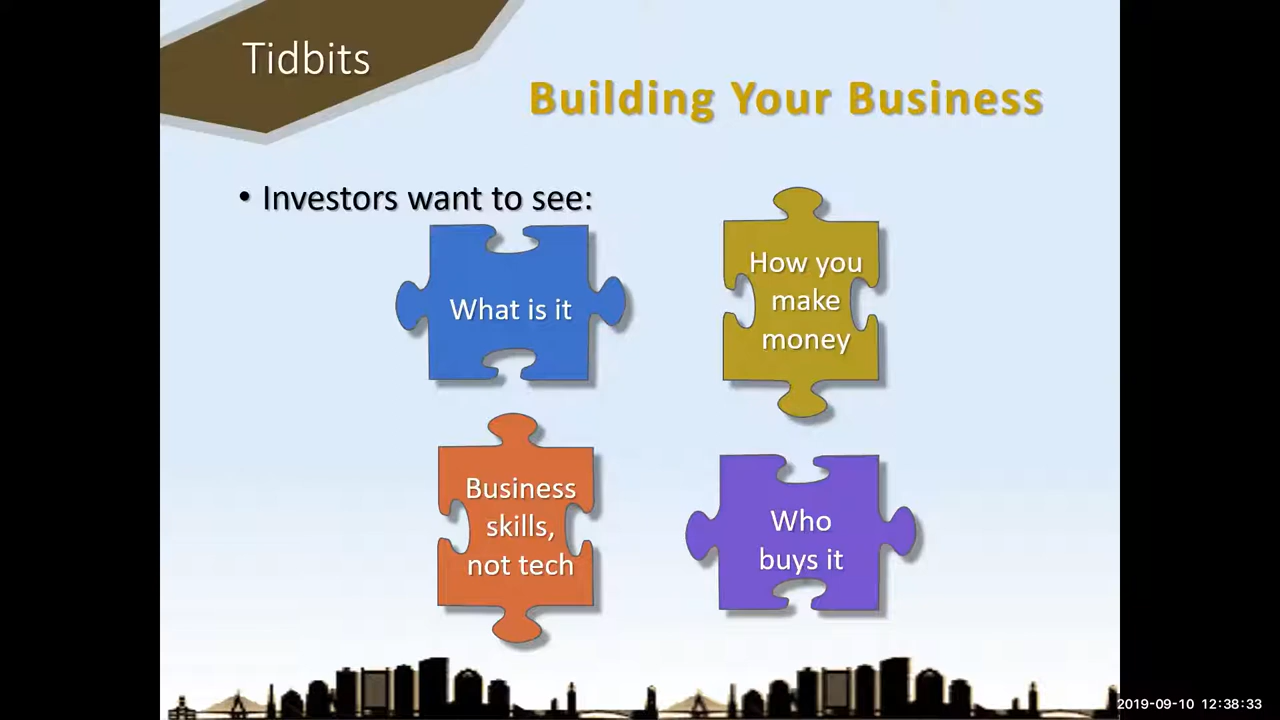 Tidbits
Building Your Business
• Investors want to see:
What is it
How you
make
money
Business
skills,
not tech
Who
buys it
2019-09-10 12:38:33